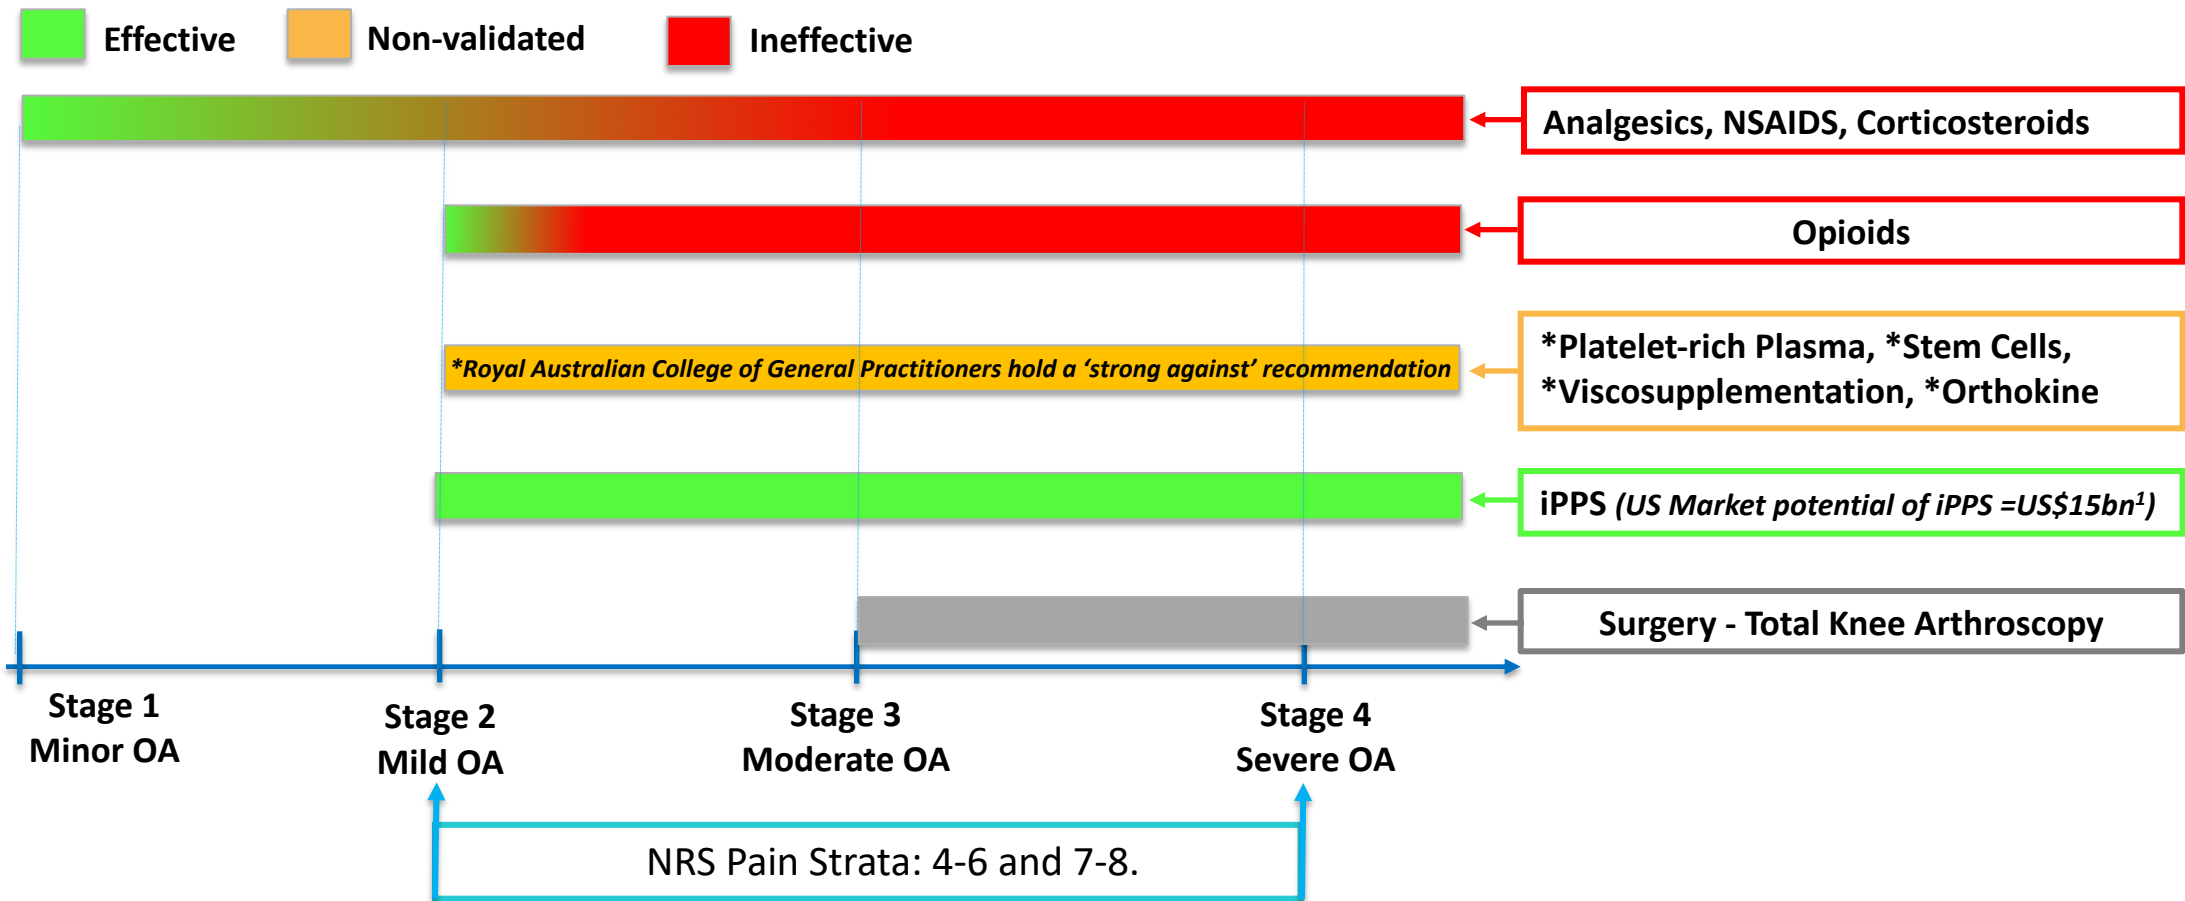 Effective
Non-validated
Ineffective
Analgesics, NSAIDS, Corticosteroids
Opioids
*Royal Australian College of General Practitioners hold a ‘strong against’ recommendation
*Platelet-rich Plasma, *Stem Cells,
*Viscosupplementation, *Orthokine
iPPS (US Market potential of iPPS =US$15bn¹)
Surgery - Total Knee Arthroscopy
Stage 1
Minor OA
Stage 2
Mild OA
Stage 3
Moderate OA
Stage 4
Severe OA
NRS Pain Strata: 4-6 and 7-8.